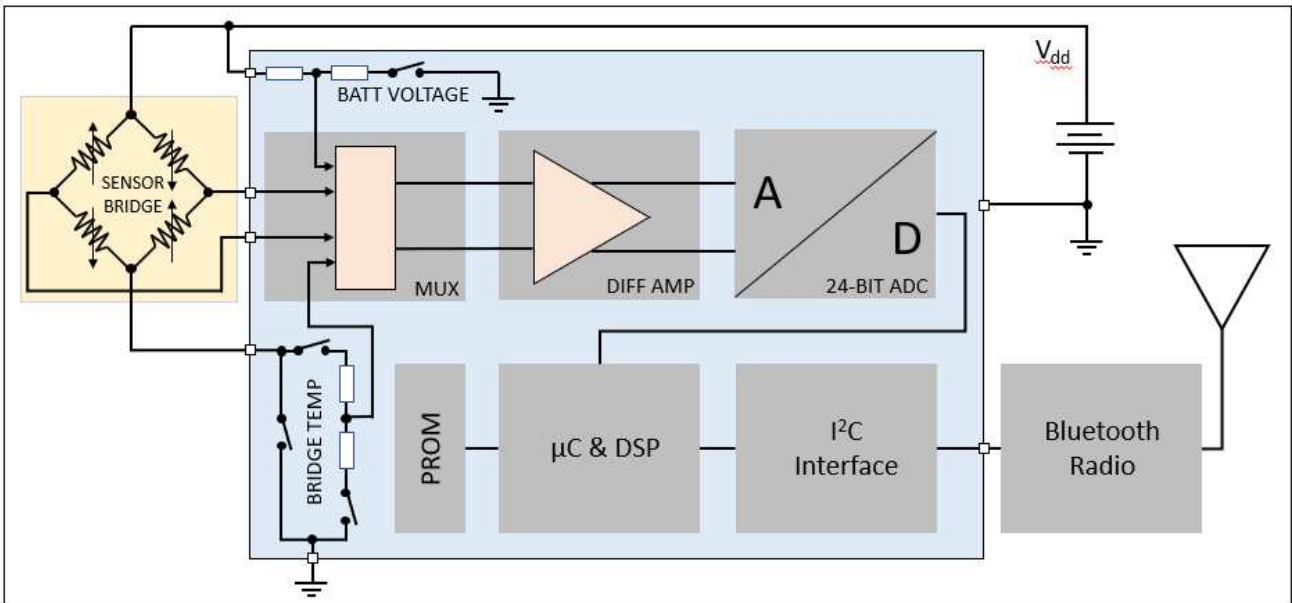 V_dd
BATT VOLTAGE
SENSOR
BRIDGE
A
D
MUX
DIFF AMP
24-BIT ADC
BRIDGE TEMP
PROM
µC & DSP
I²C
Interface
Bluetooth
Radio